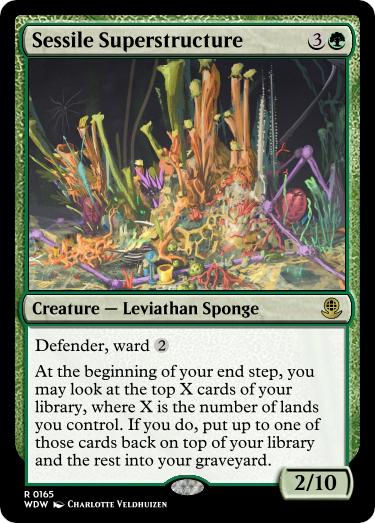 Sessile Superstructure 3
Creature — Leviathan Sponge
Defender, ward 2
At the beginning of your end step, you
may look at the top X cards of your
library, where X is the number of lands
you control. If you do, put up to one of
those cards back on top of your library
and the rest into your graveyard.
2/10
R 0165
WDW Charlotte Veldhuizen